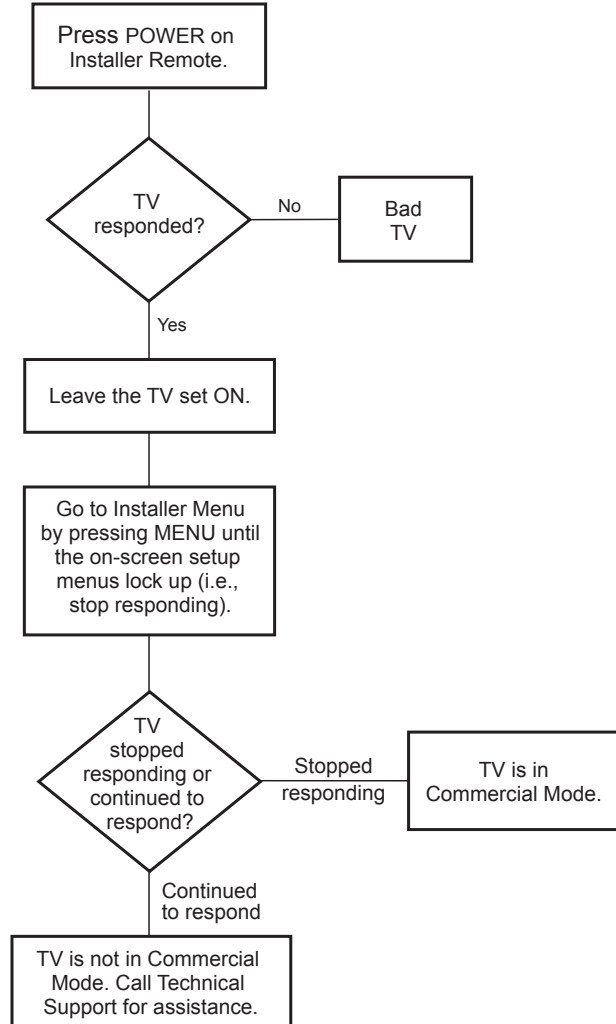 Press POWER on
Installer Remote.
TV
responded?
No
Bad
TV
Yes
Leave the TV set ON.
Go to Installer Menu
by pressing MENU until
the on-screen setup
menus lock up (i.e.,
stop responding).
TV
stopped
responding or
continued to
respond?
Stopped
responding
TV is in
Commercial Mode.
Continued
to respond
TV is not in Commercial
Mode. Call Technical
Support for assistance.